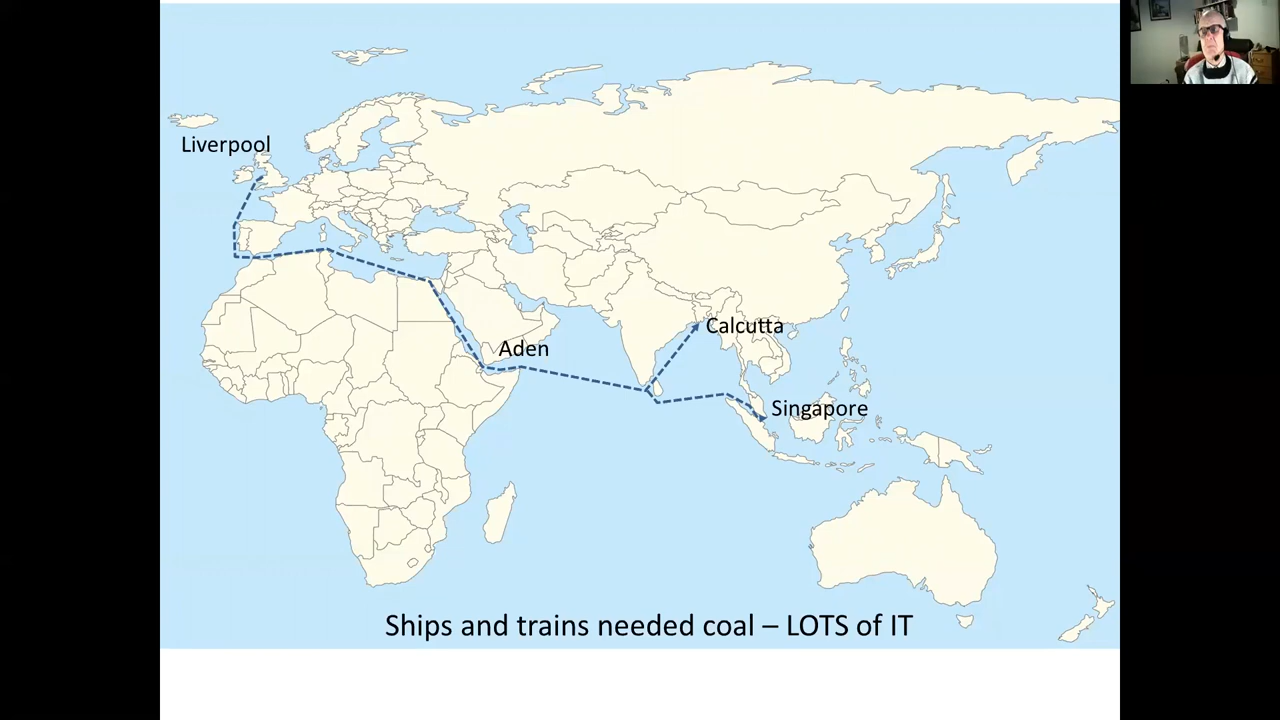 Liverpool
Calcutta
Aden
Singapore
Ships and trains needed coal – LOTS of IT